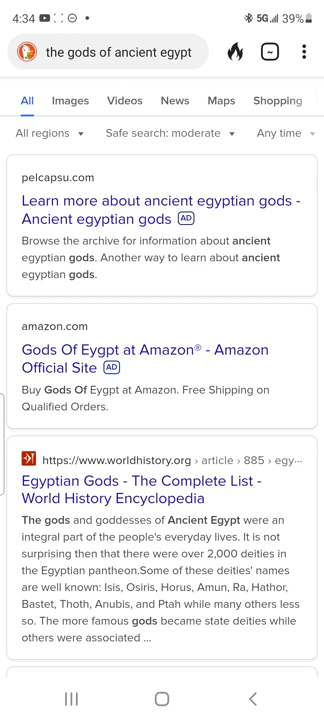 4:34 39%
5G
the gods of ancient egypt
All Images Videos News Maps Shopping
All regions Safe search: moderate Any time
pelcapsu.com
Learn more about ancient egyptian gods -
Ancient egyptian gods AD
Browse the archive for information about ancient
egyptian gods. Another way to learn about ancient
egyptian gods.
amazon.com
Gods Of Eygpt at Amazon® - Amazon
Official Site AD
Buy Gods Of Eygpt at Amazon. Free Shipping on
Qualified Orders.
https://www.worldhistory.org › article › 885 › egy...
Egyptian Gods - The Complete List -
World History Encyclopedia
The gods and goddesses of Ancient Egypt were an
integral part of the people's everyday lives. It is not
surprising then that there were over 2,000 deities in
the Egyptian pantheon.Some of these deities' names
are well known: Isis, Osiris, Horus, Amun, Ra, Hathor,
Bastet, Thoth, Anubis, and Ptah while many others less
so. The more famous gods became state deities while
others were associated ...